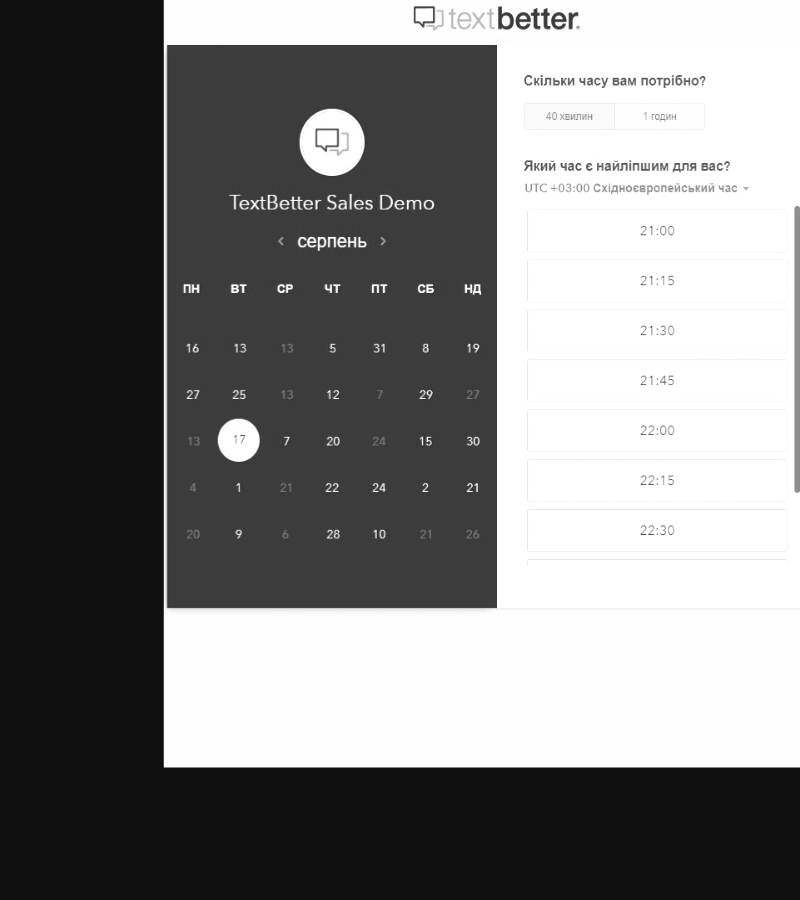 textbetter.
TextBetter Sales Demo
< серпень >
ПН ВТ СР ЧТ ПТ СБ НД
16 13 13 5 31 8 19
27 25 13 12 7 29 27
13 17 7 20 24 15 30
4 1 21 22 24 2 21
20 9 6 28 10 21 26
Скільки часу вам потрібно?
40 хвилин 1 годин
Який час є найліпшим для вас?
UTC +03:00 Східноєвропейський час
21:00
21:15
21:30
21:45
22:00
22:15
22:30